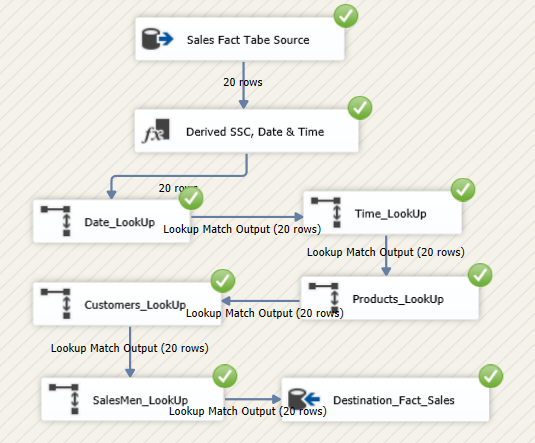 Sales Fact Tabe Source
20 rows
Derived SSC, Date & Time
20 rows
Date_LookUp
Lookup Match Output (20 rows)
Time_LookUp
Lookup Match Output (20 rows)
Products_LookUp
Lookup Match Output (20 rows)
Customers_LookUp
Lookup Match Output (20 rows)
SalesMen_LookUp
Lookup Match Output (20 rows)
Destination_Fact_Sales